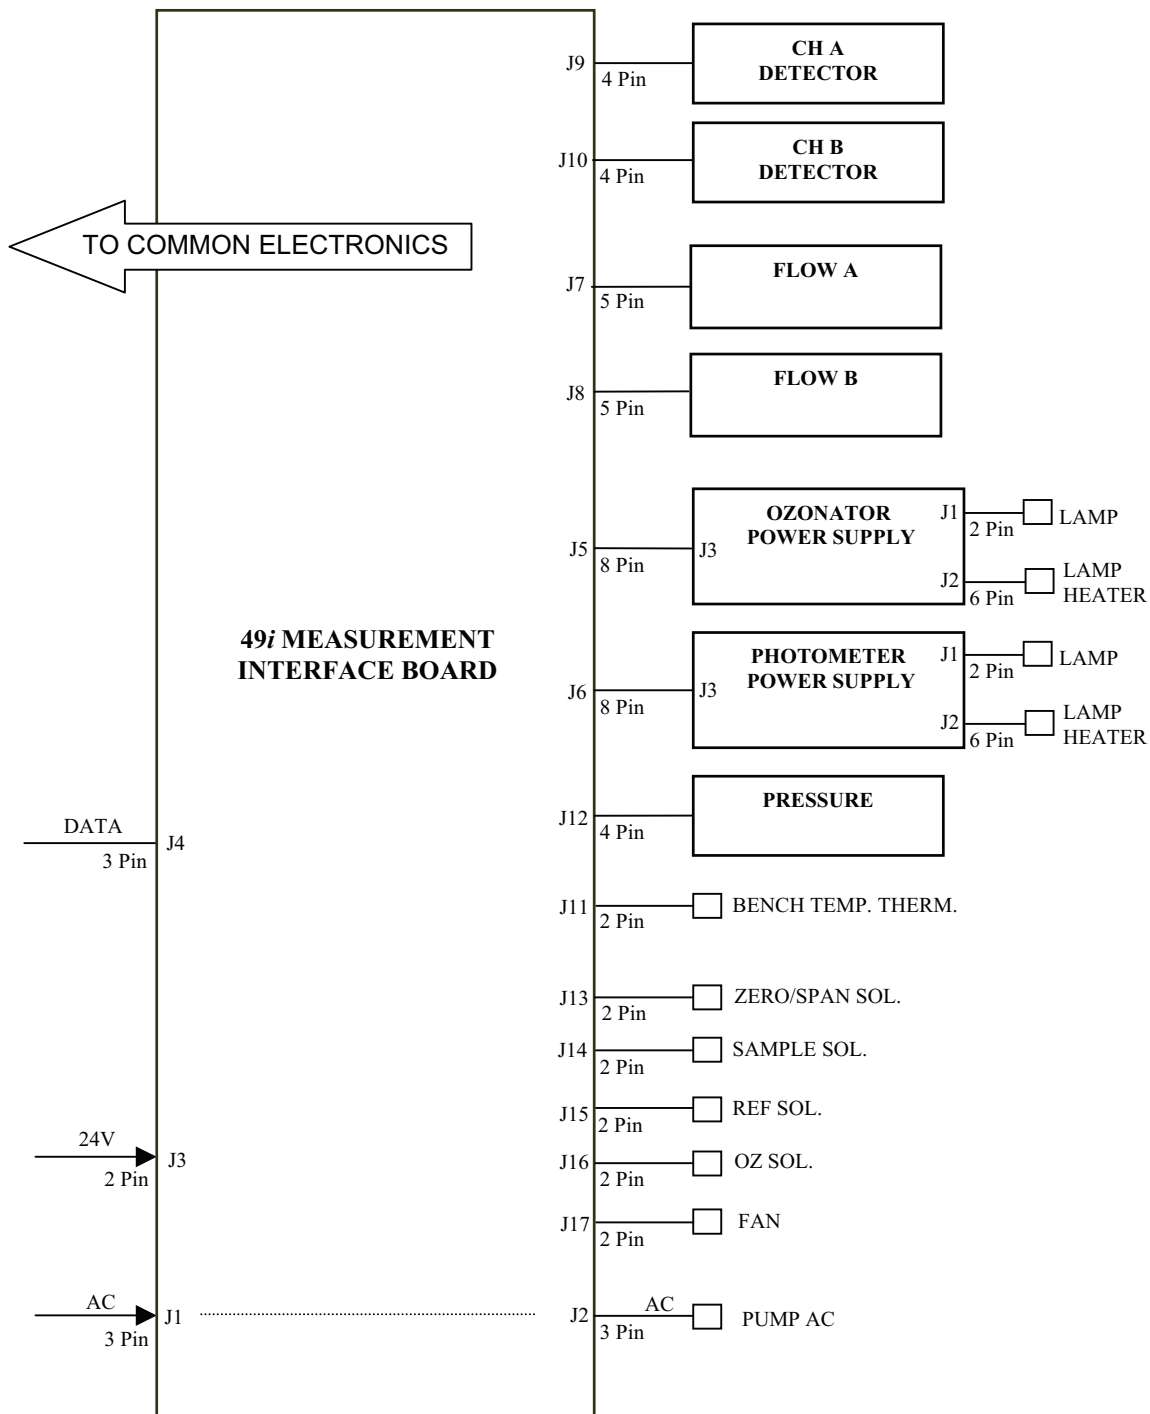 CH A
DETECTOR
J9
4 Pin
CH B
DETECTOR
J10
4 Pin
TO COMMON ELECTRONICS
FLOW A
J7
5 Pin
FLOW B
J8
5 Pin
OZONATOR
POWER SUPPLY
J5
8 Pin
J3
J1
2 Pin
LAMP
J2
6 Pin
LAMP
HEATER
49i MEASUREMENT
INTERFACE BOARD
PHOTOMETER
POWER SUPPLY
J6
8 Pin
J3
J1
2 Pin
LAMP
J2
6 Pin
LAMP
HEATER
PRESSURE
J12
4 Pin
DATA
3 Pin
J4
J11
2 Pin
BENCH TEMP. THERM.
J13
2 Pin
ZERO/SPAN SOL.
J14
2 Pin
SAMPLE SOL.
J15
2 Pin
REF SOL.
24V
2 Pin
J3
J16
2 Pin
OZ SOL.
J17
2 Pin
FAN
AC
3 Pin
J1
J2
AC
3 Pin
PUMP AC